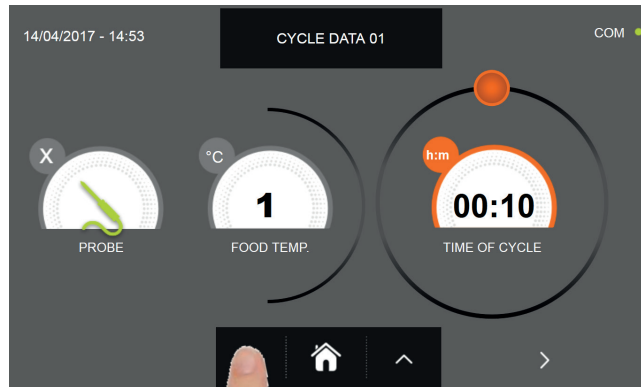 14/04/2017 - 14:53
CYCLE DATA 01
COM
X
°C
h:m
1
00:10
PROBE
FOOD TEMP.
TIME OF CYCLE